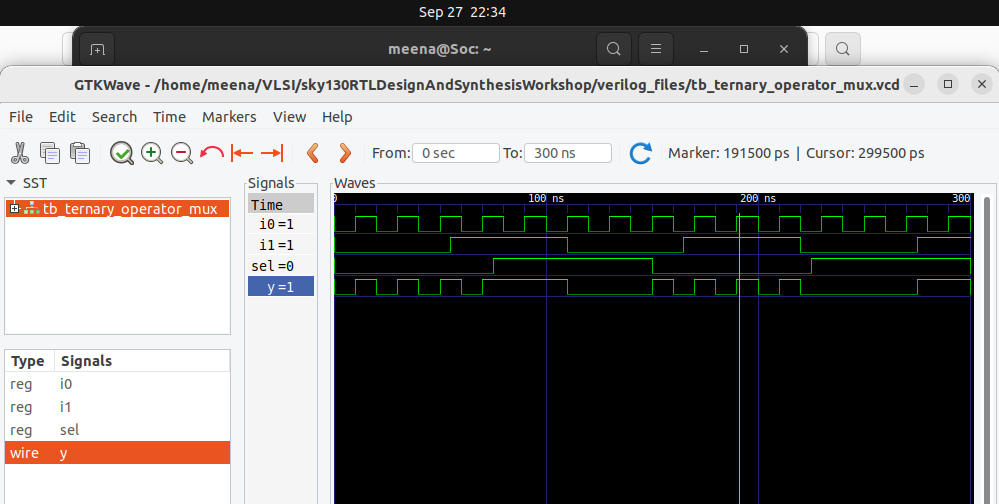 Sep 27 22:34
meena@Soc: ~
GTKWave - /home/meena/VLSI/sky130RTLDesignAndSynthesisWorkshop/verilog_files/tb_ternary_operator_mux.vcd
File Edit Search Time Markers View Help
From: 0 sec To: 300 ns Marker: 191500 ps | Cursor: 299500 ps
SST
tb_ternary_operator_mux
Type Signals
reg i0
reg i1
reg sel
wire y
Signals
Time
i0 =1
i1 =1
sel =0
y =1
Waves
0 100 ns 200 ns 300